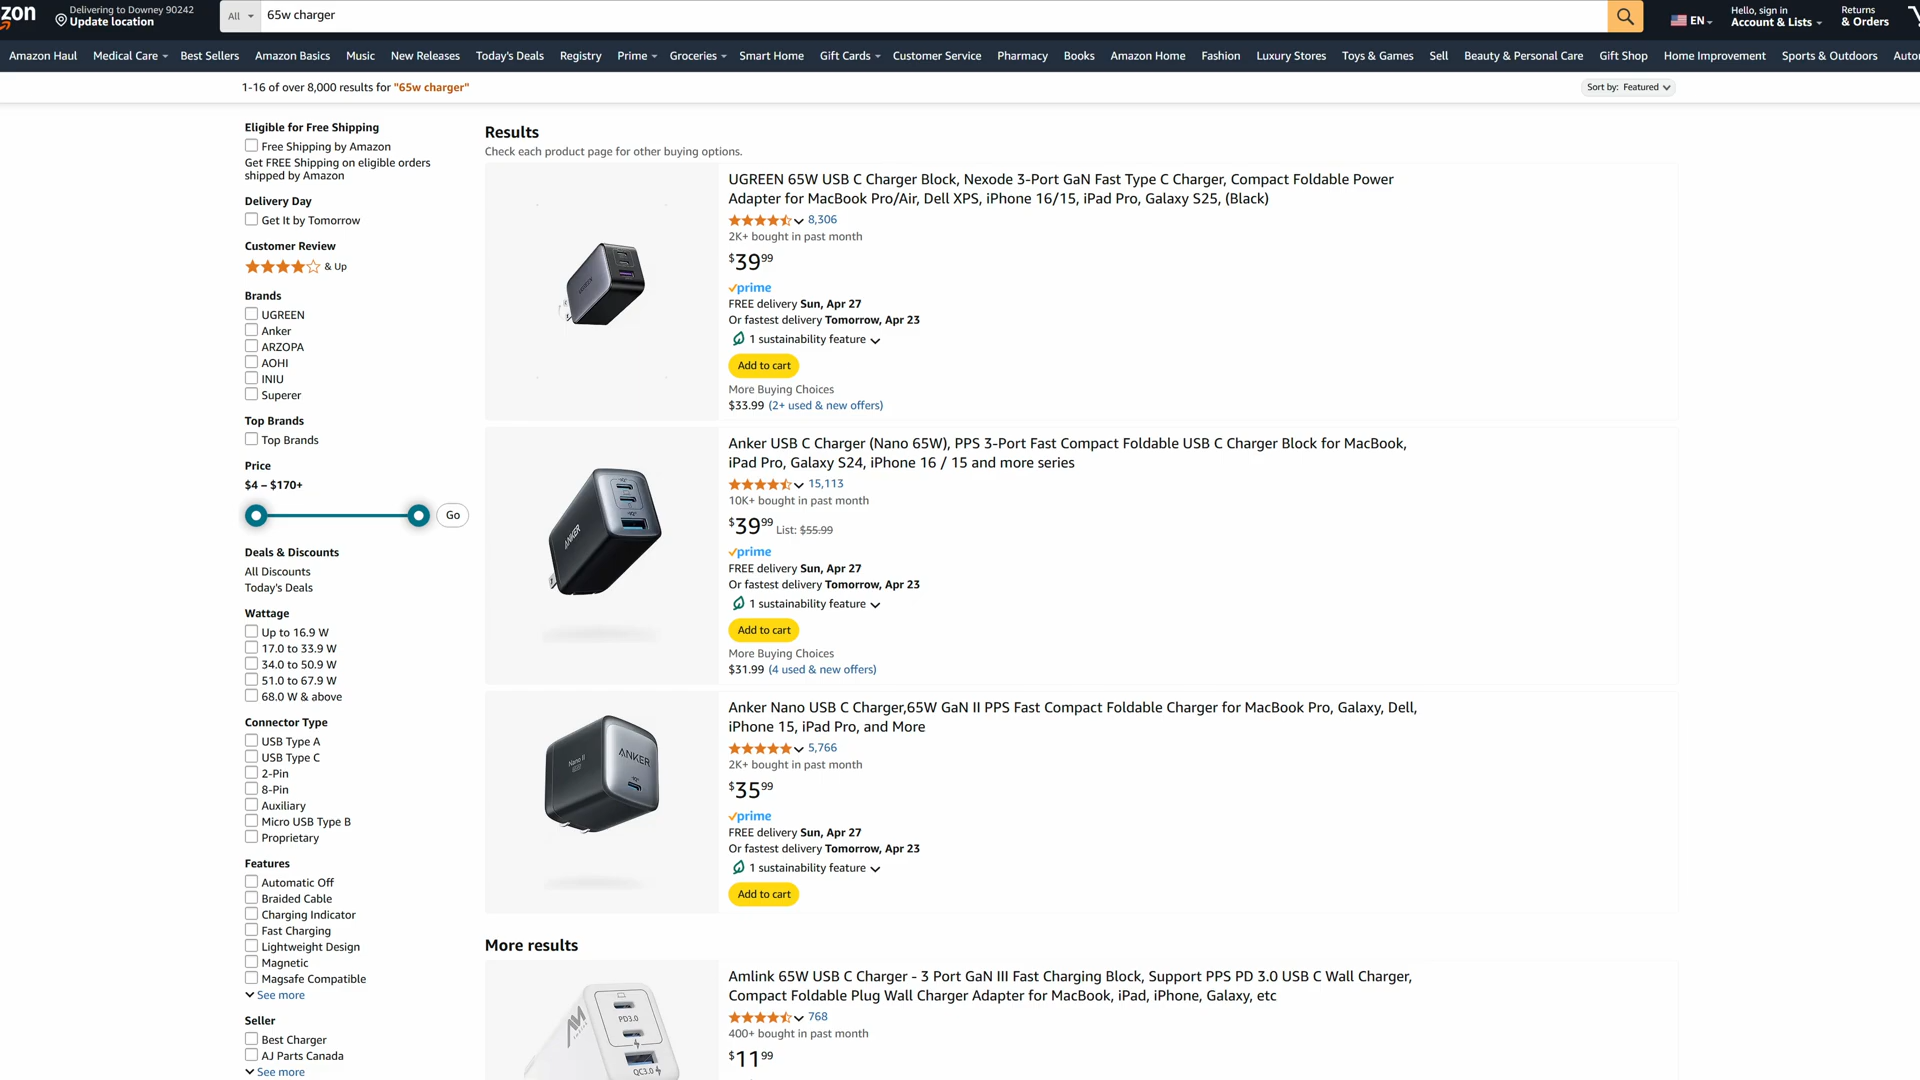 zon
Delivering to Downey 90242
Update location
All
65w charger
EN
Hello, sign in
Account & Lists
Returns
& Orders
Amazon Haul
Medical Care
Best Sellers
Amazon Basics
Music
New Releases
Today's Deals
Registry
Prime
Groceries
Smart Home
Gift Cards
Customer Service
Pharmacy
Books
Amazon Home
Fashion
Luxury Stores
Toys & Games
Sell
Beauty & Personal Care
Gift Shop
Home Improvement
Sports & Outdoors
Auto
1-16 of over 8,000 results for "65w charger"
Sort by: Featured
Eligible for Free Shipping
Free Shipping by Amazon
Get FREE Shipping on eligible orders
shipped by Amazon
Delivery Day
Get It by Tomorrow
Customer Review
& Up
Brands
UGREEN
Anker
ARZOPA
AOHI
INIU
Superer
Top Brands
Top Brands
Price
$4 – $170+
Go
Deals & Discounts
All Discounts
Today's Deals
Wattage
Up to 16.9 W
17.0 to 33.9 W
34.0 to 50.9 W
51.0 to 67.9 W
68.0 W & above
Connector Type
USB Type A
USB Type C
2-Pin
8-Pin
Auxiliary
Micro USB Type B
Proprietary
Features
Automatic Off
Braided Cable
Charging Indicator
Fast Charging
Lightweight Design
Magnetic
Magsafe Compatible
See more
Seller
Best Charger
AJ Parts Canada
See more
Results
Check each product page for other buying options.
UGREEN
UGREEN 65W USB C Charger Block, Nexode 3-Port GaN Fast Type C Charger, Compact Foldable Power
Adapter for MacBook Pro/Air, Dell XPS, iPhone 16/15, iPad Pro, Galaxy S25, (Black)
8,306
2K+ bought in past month
$39.99
prime
FREE delivery Sun, Apr 27
Or fastest delivery Tomorrow, Apr 23
1 sustainability feature
Add to cart
More Buying Choices
$33.99 (2+ used & new offers)
ANKER
Anker USB C Charger (Nano 65W), PPS 3-Port Fast Compact Foldable USB C Charger Block for MacBook,
iPad Pro, Galaxy S24, iPhone 16 / 15 and more series
15,113
10K+ bought in past month
$39.99 List: $55.99
prime
FREE delivery Sun, Apr 27
Or fastest delivery Tomorrow, Apr 23
1 sustainability feature
Add to cart
More Buying Choices
$31.99 (4 used & new offers)
Nano II
ANKER
Anker Nano USB C Charger,65W GaN II PPS Fast Compact Foldable Charger for MacBook Pro, Galaxy, Dell,
iPhone 15, iPad Pro, and More
5,766
2K+ bought in past month
$35.99
prime
FREE delivery Sun, Apr 27
Or fastest delivery Tomorrow, Apr 23
1 sustainability feature
Add to cart
More results
PD3.0
QC3.0
Amlink 65W USB C Charger - 3 Port GaN III Fast Charging Block, Support PPS PD 3.0 USB C Wall Charger,
Compact Foldable Plug Wall Charger Adapter for MacBook, iPad, iPhone, Galaxy, etc
768
400+ bought in past month
$11.99